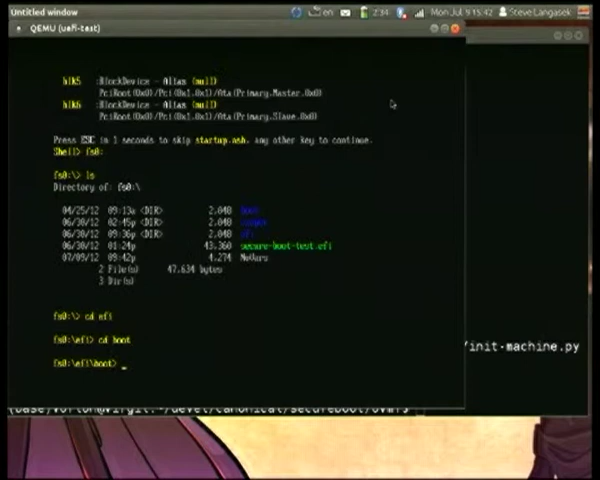 Untitled window en 2:34 Mon Jul 9 15:42 Steve Langasek
QEMU (uefi-test)
blk5 :BlockDevice - Alias (null)
PciRoot(0x0)/Pci(0x1,0x1)/Ata(Primary,Master,0x0)
blk6 :BlockDevice - Alias (null)
PciRoot(0x0)/Pci(0x1,0x1)/Ata(Primary,Slave,0x0)
Press ESC in 1 seconds to skip startup.nsh, any other key to continue.
Shell> fs0:
fs0:\> ls
Directory of: fs0:\
04/25/12 09:13a <DIR> 2,048 boot
06/30/12 02:45p <DIR> 2,048
06/30/12 09:36p <DIR> 2,048 efi
06/30/12 01:24p 43,360 secure-boot-test.efi
07/09/12 09:42p 4,274 NvVars
2 File(s) 47,634 bytes
3 Dir(s)
fs0:\> cd efi
fs0:\efi> cd boot
/init-machine.py
fs0:\efi\boot> _